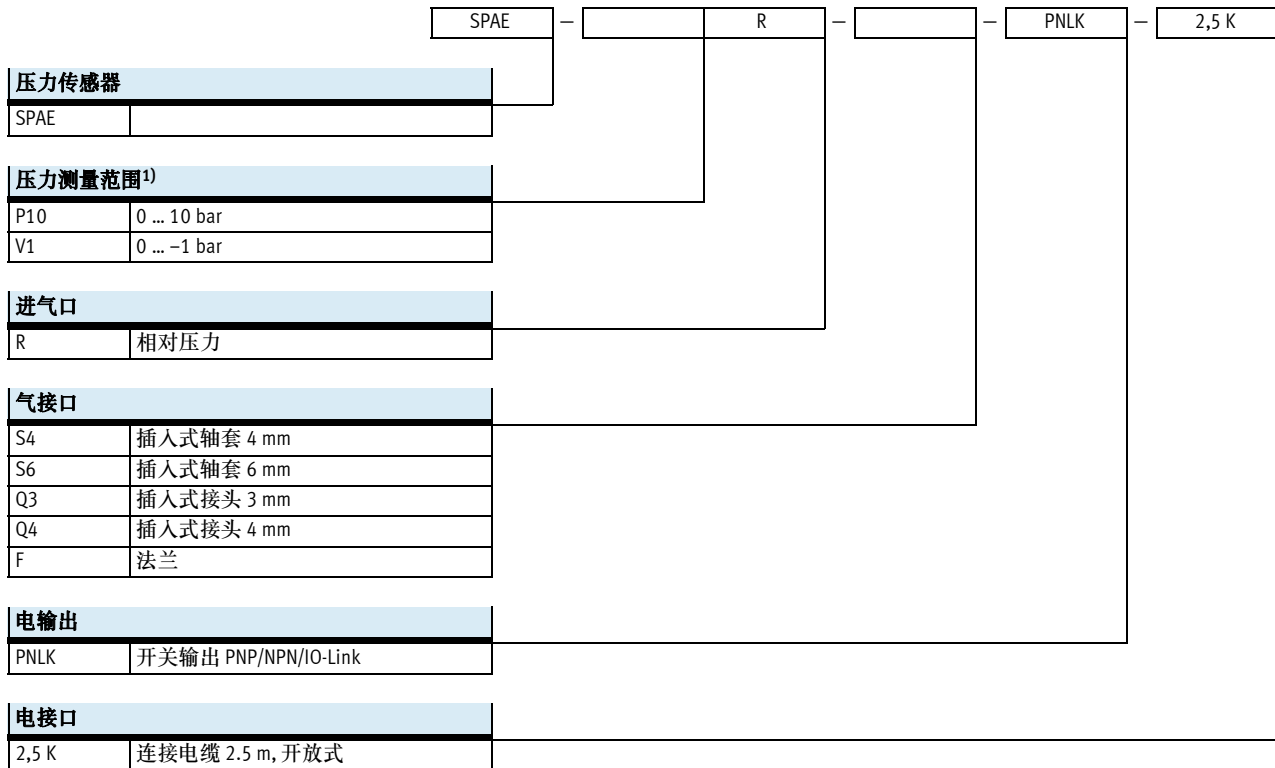 SPAE – R – – PNLK – 2,5 K
压力传感器
SPAE
压力测量范围1)
P10 0 ... 10 bar
V1 0 ... –1 bar
进气口
R 相对压力
气接口
S4 插入式轴套 4 mm
S6 插入式轴套 6 mm
Q3 插入式接头 3 mm
Q4 插入式接头 4 mm
F 法兰
电输出
PNLK 开关输出 PNP/NPN/IO-Link
电接口
2,5 K 连接电缆 2.5 m, 开放式